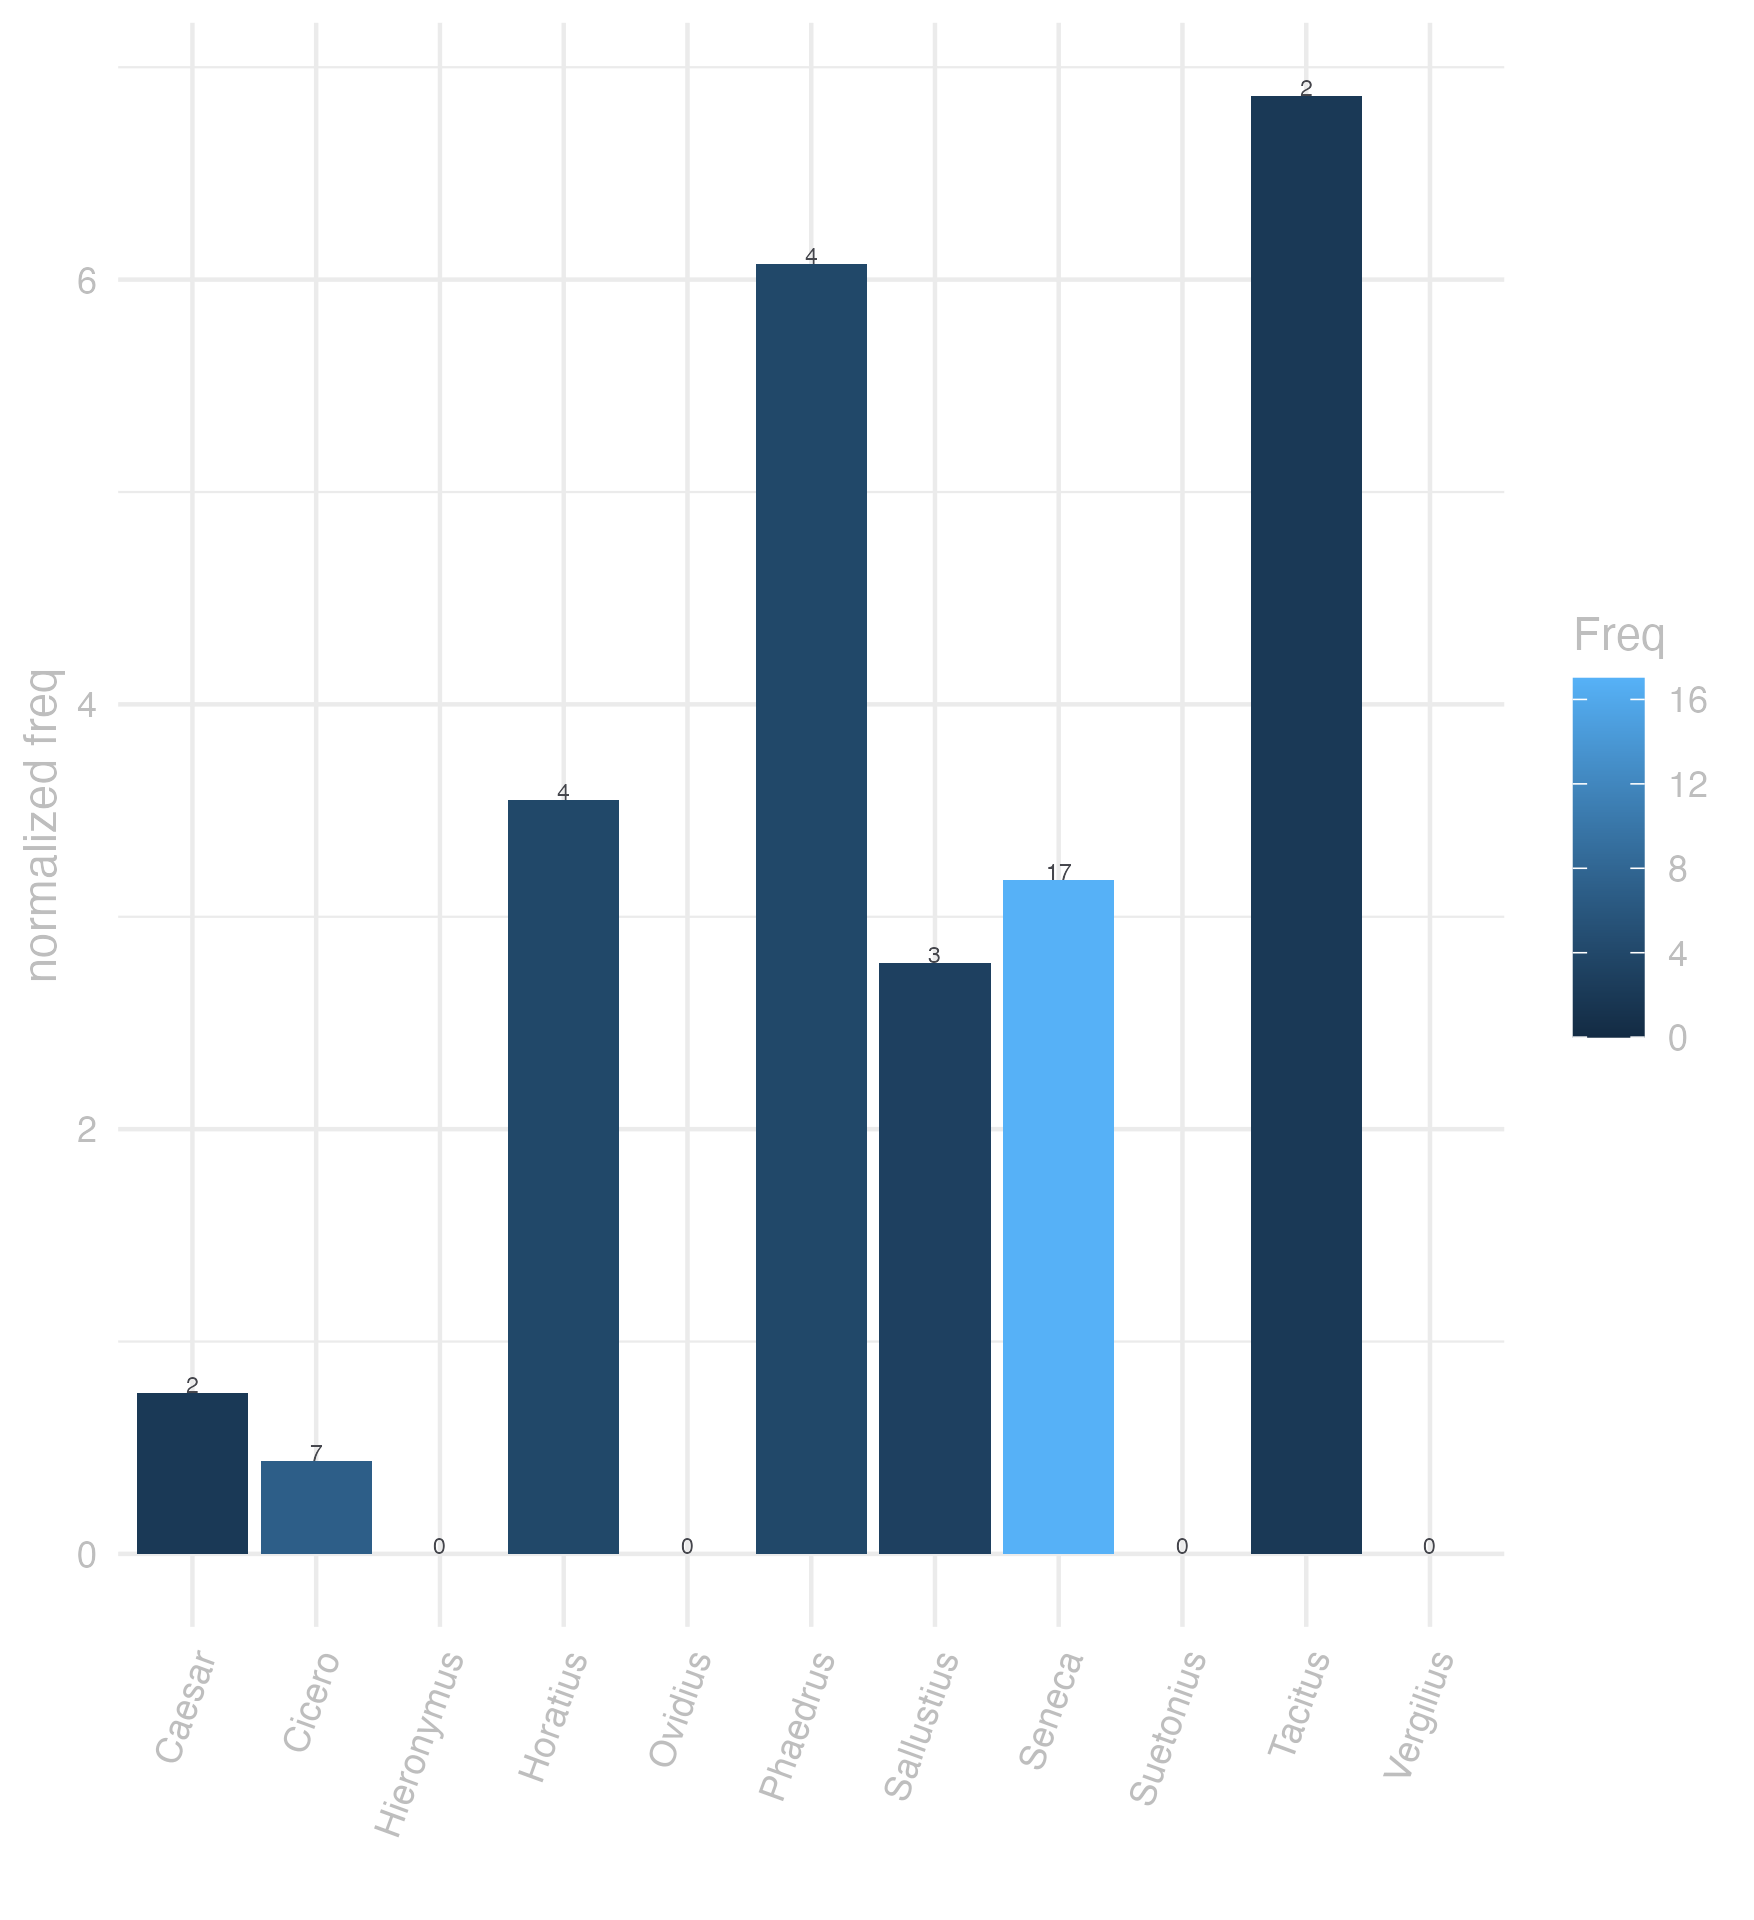 2
4
6
4
17
Freq
16
12
8
4
0
4
3
normalized freq
2
2
7
0
0
0
0
0
Caesar
Cicero
Hieronymus
Horatius
Ovidius
Phaedrus
Sallustius
Seneca
Suetonius
Tacitus
Vergilius
4